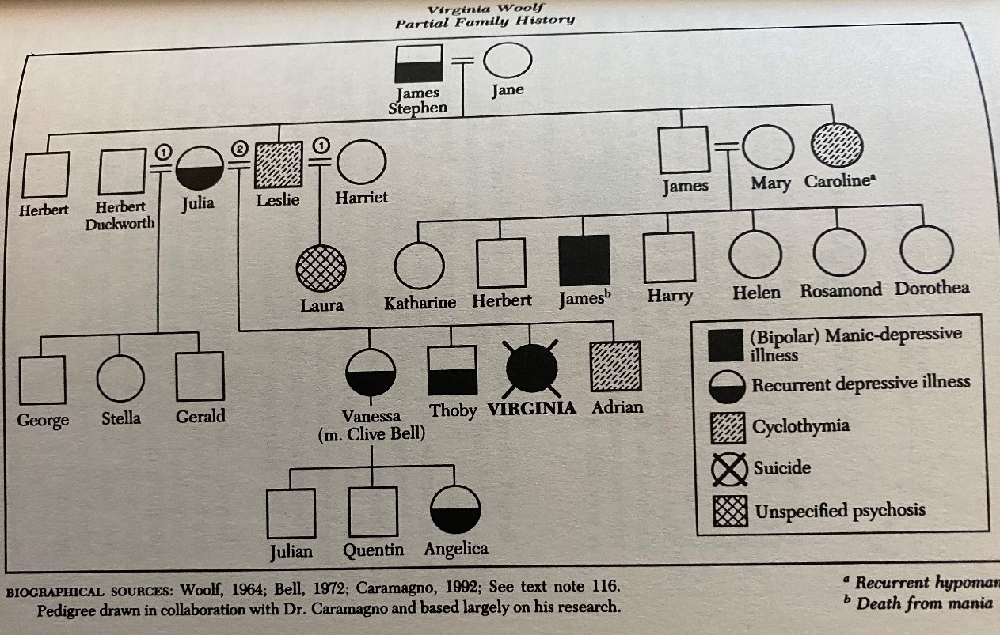 Virginia Woolf
Partial Family History
James
Stephen
Jane
Herbert
Herbert
Duckworth
1
Julia
2
Leslie
1
Harriet
James
Mary
Carolineᵃ
Laura
Katharine
Herbert
Jamesᵇ
Harry
Helen
Rosamond
Dorothea
George
Stella
Gerald
Vanessa
(m. Clive Bell)
Thoby
VIRGINIA
Adrian
Julian
Quentin
Angelica
(Bipolar) Manic-depressive
illness
Recurrent depressive illness
Cyclothymia
Suicide
Unspecified psychosis
BIOGRAPHICAL SOURCES: Woolf, 1964; Bell, 1972; Caramagno, 1992; See text note 116.
Pedigree drawn in collaboration with Dr. Caramagno and based largely on his research.
ᵃ Recurrent hypoman
ᵇ Death from mania